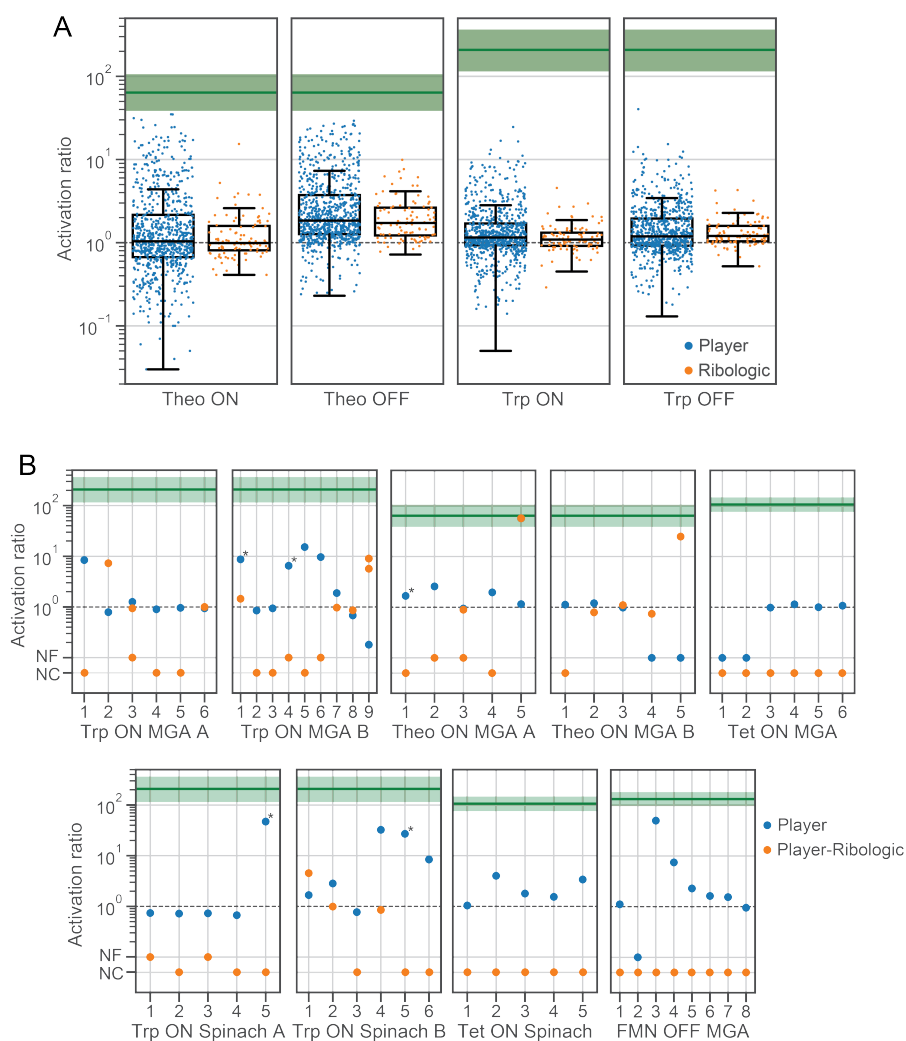 A
Activation ratio
10²
10¹
10⁰
10⁻¹
Player
Ribologic
Theo ON
Theo OFF
Trp ON
Trp OFF
B
Activation ratio
10²
10¹
10⁰
NF
NC
*
*
*
1 2 3 4 5 6
1 2 3 4 5 6 7 8 9
1 2 3 4 5
1 2 3 4 5
1 2 3 4 5 6
Trp ON MGA A
Trp ON MGA B
Theo ON MGA A
Theo ON MGA B
Tet ON MGA
Activation ratio
10²
10¹
10⁰
NF
NC
*
*
Player
Player-Ribologic
1 2 3 4 5
1 2 3 4 5 6
1 2 3 4 5
1 2 3 4 5 6 7 8
Trp ON Spinach A
Trp ON Spinach B
Tet ON Spinach
FMN OFF MGA